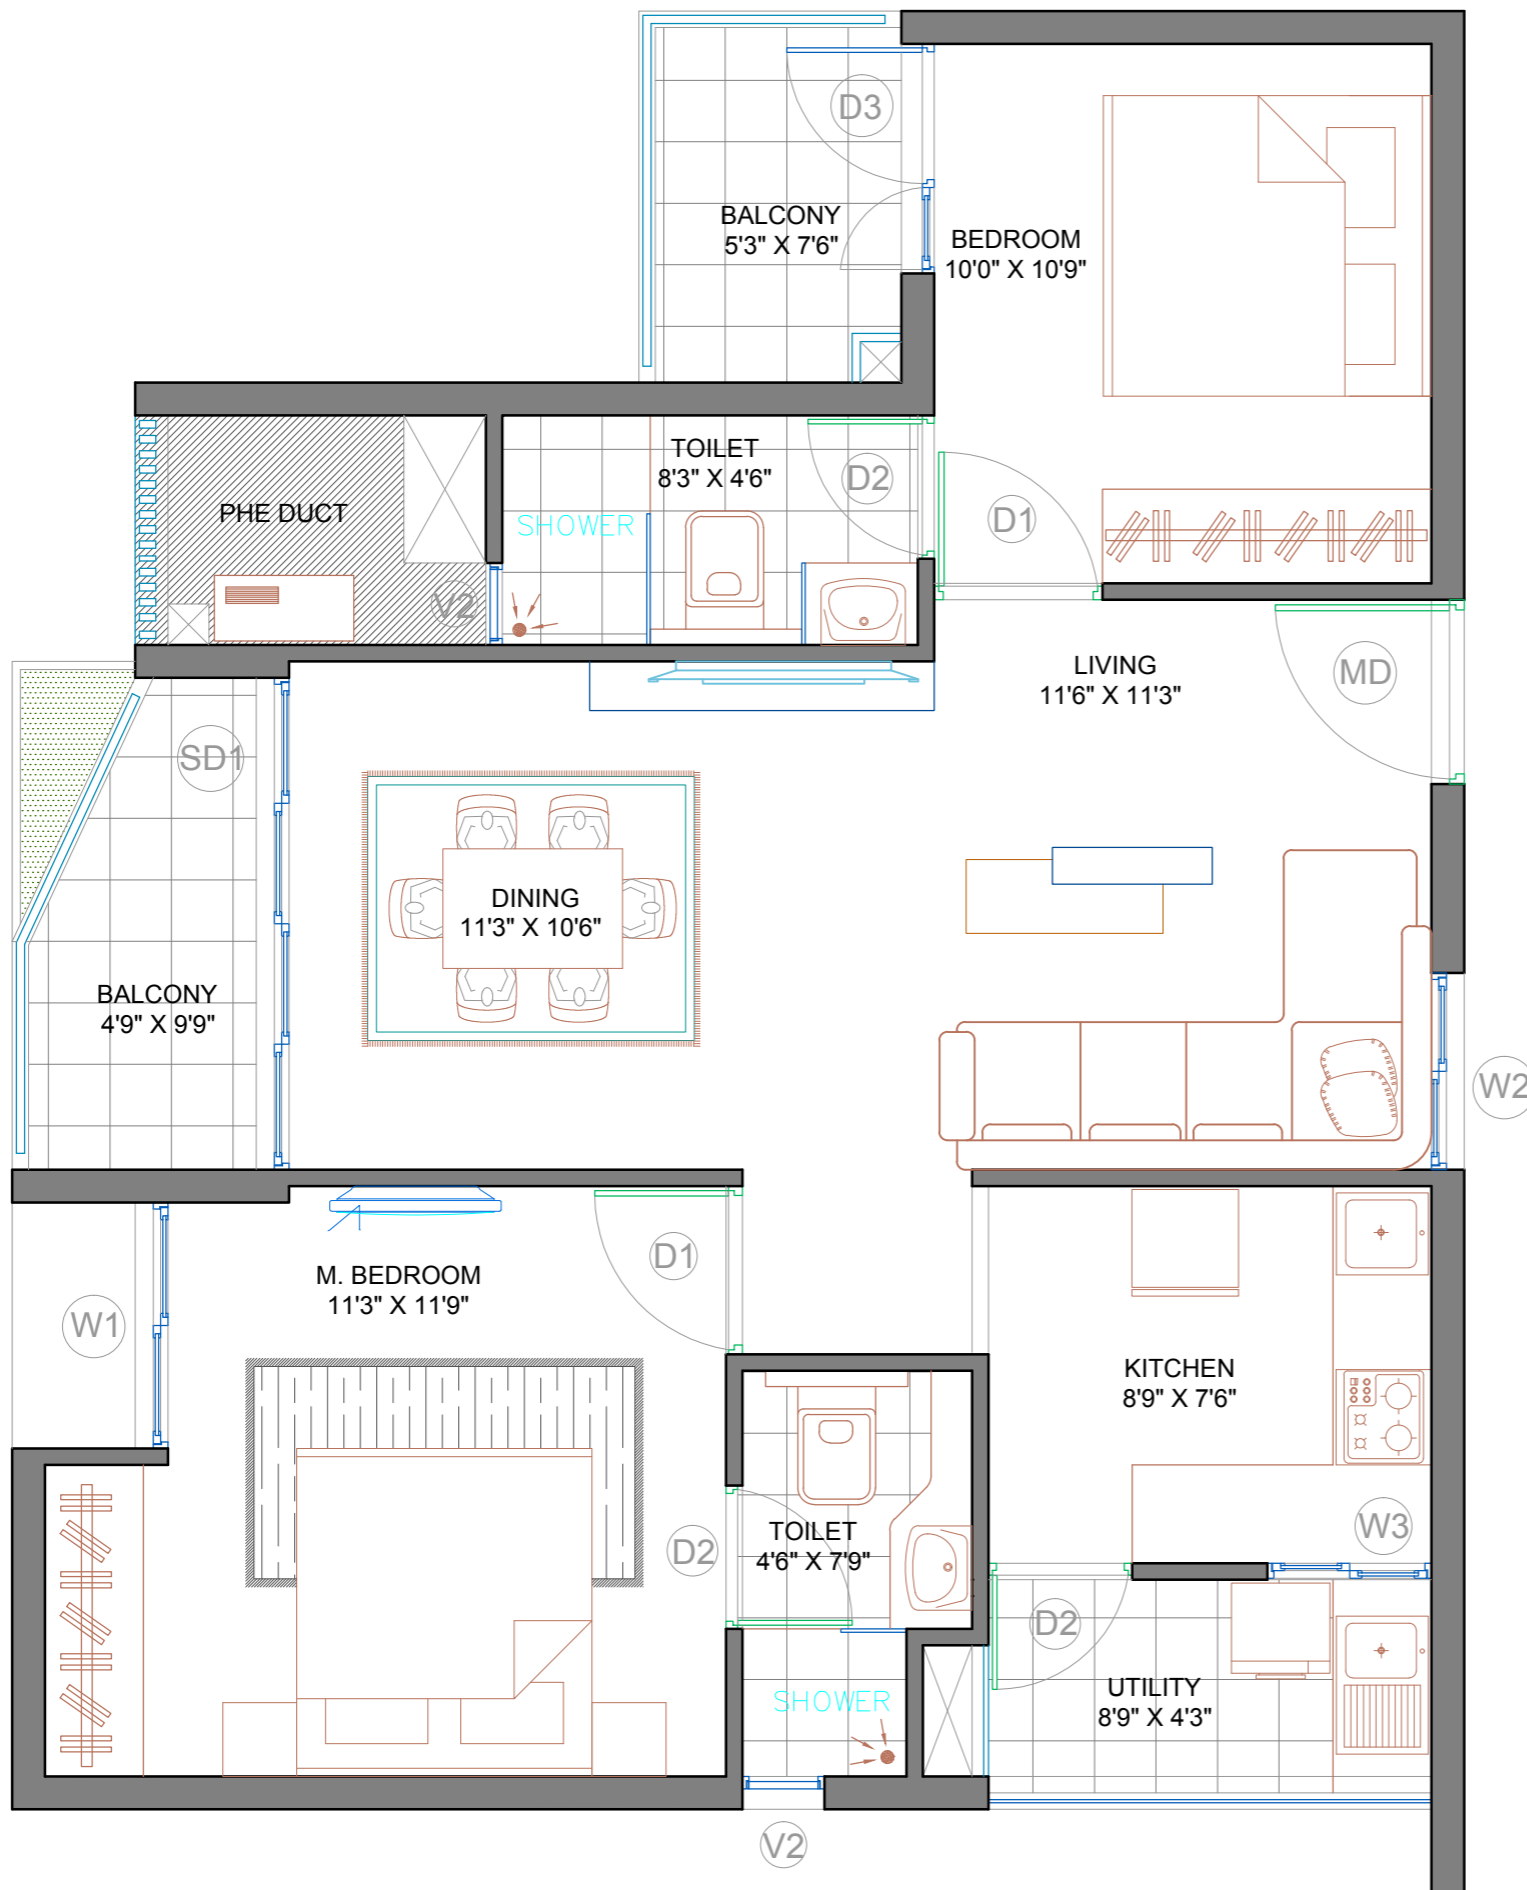 D3
BALCONY
5'3" X 7'6"
BEDROOM
10'0" X 10'9"
TOILET
8'3" X 4'6"
D2
PHE DUCT
SHOWER
D1
V2
LIVING
11'6" X 11'3"
MD
SD1
DINING
11'3" X 10'6"
BALCONY
4'9" X 9'9"
W2
D1
M. BEDROOM
11'3" X 11'9"
W1
KITCHEN
8'9" X 7'6"
W3
D2
TOILET
4'6" X 7'9"
D2
UTILITY
8'9" X 4'3"
SHOWER
V2